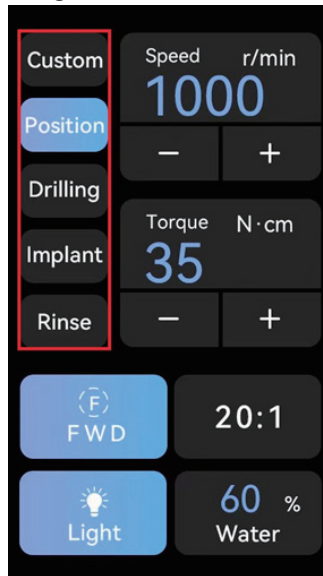 Custom
Position
Drilling
Implant
Rinse
Speed r/min
1000
− +
Torque N·cm
35
− +
(F)
FWD
20:1
Light
60 %
Water